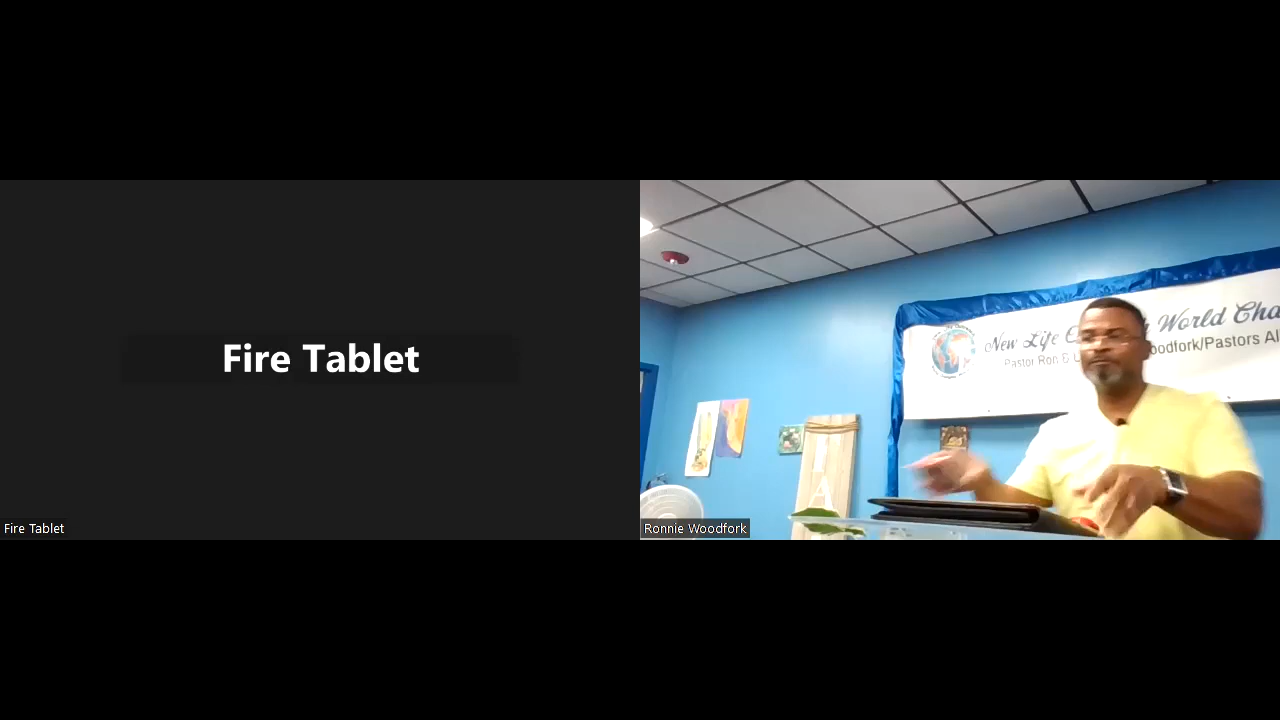 Fire Tablet
Fire Tablet
New Life World Cha
Pastor Ron & oodfork/Pastors Al
A
Ronnie Woodfork